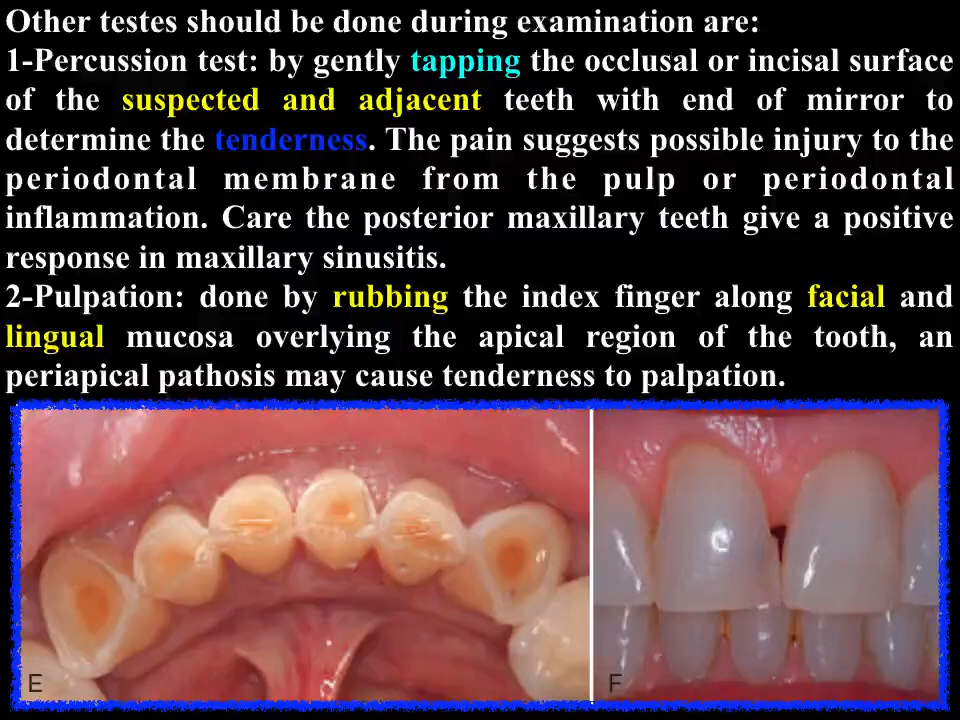 Other testes should be done during examination are:
1-Percussion test: by gently tapping the occlusal or incisal surface
of the suspected and adjacent teeth with end of mirror to
determine the tenderness. The pain suggests possible injury to the
periodontal membrane from the pulp or periodontal
inflammation. Care the posterior maxillary teeth give a positive
response in maxillary sinusitis.
2-Pulpation: done by rubbing the index finger along facial and
lingual mucosa overlying the apical region of the tooth, an
periapical pathosis may cause tenderness to palpation.
E
F